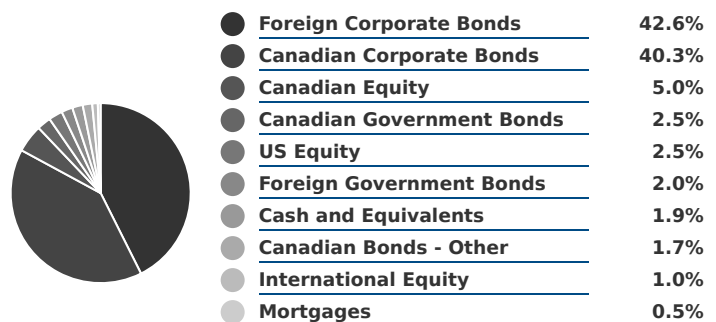 Foreign Corporate Bonds 42.6%
Canadian Corporate Bonds 40.3%
Canadian Equity 5.0%
Canadian Government Bonds 2.5%
US Equity 2.5%
Foreign Government Bonds 2.0%
Cash and Equivalents 1.9%
Canadian Bonds - Other 1.7%
International Equity 1.0%
Mortgages 0.5%